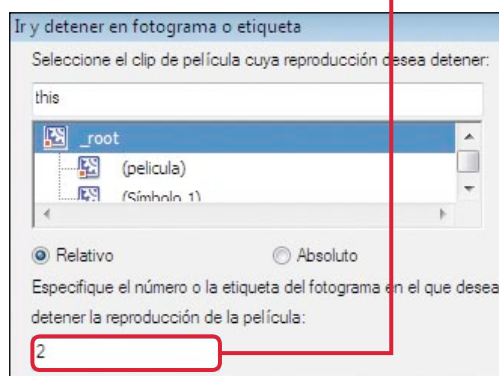 Ir y detener en fotograma o etiqueta
Seleccione el clip de película cuya reproducción desea detener:
this
_root
(pelicula)
(Símbolo 1)
Relativo Absoluto
Especifique el número o la etiqueta del fotograma en el que desea
detener la reproducción de la película:
2